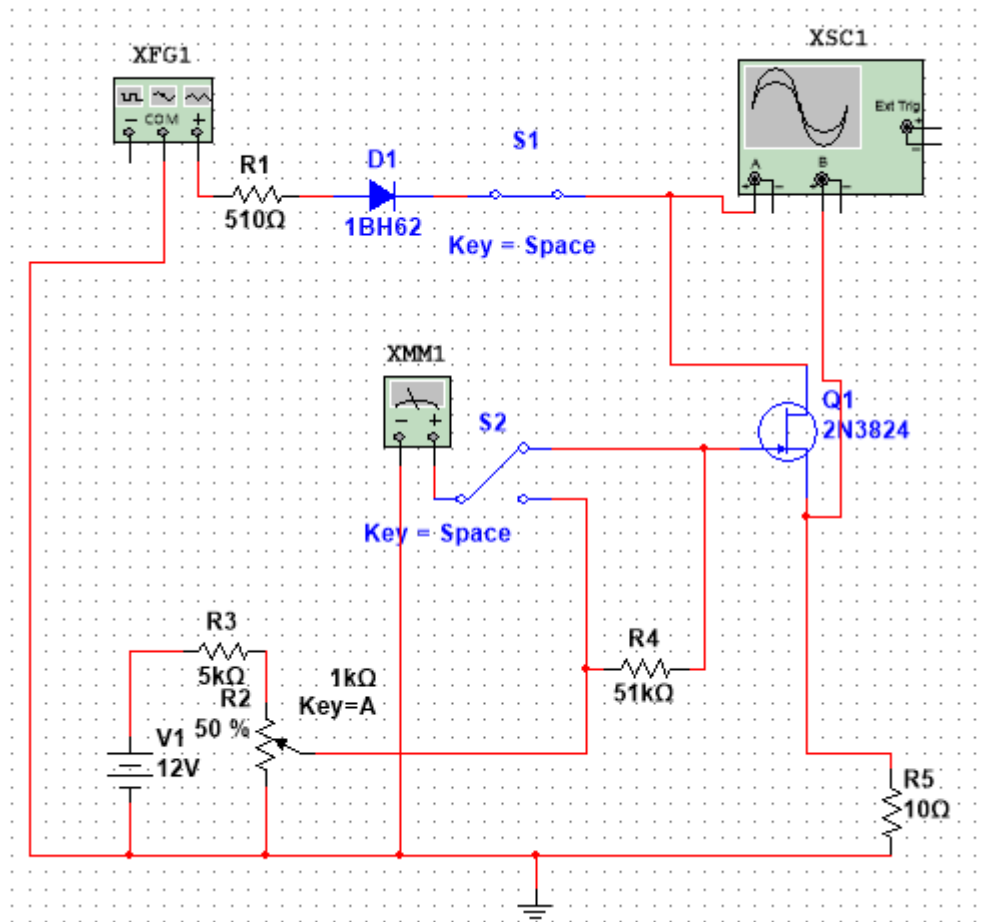 XFG1
COM
XSC1
Ext Trig
A
B
R1
510Ω
D1
1BH62
S1
Key = Space
XMM1
S2
Key = Space
Q1
2N3824
R3
5kΩ
R2
50 %
1kΩ
Key=A
V1
12V
R4
51kΩ
R5
10Ω